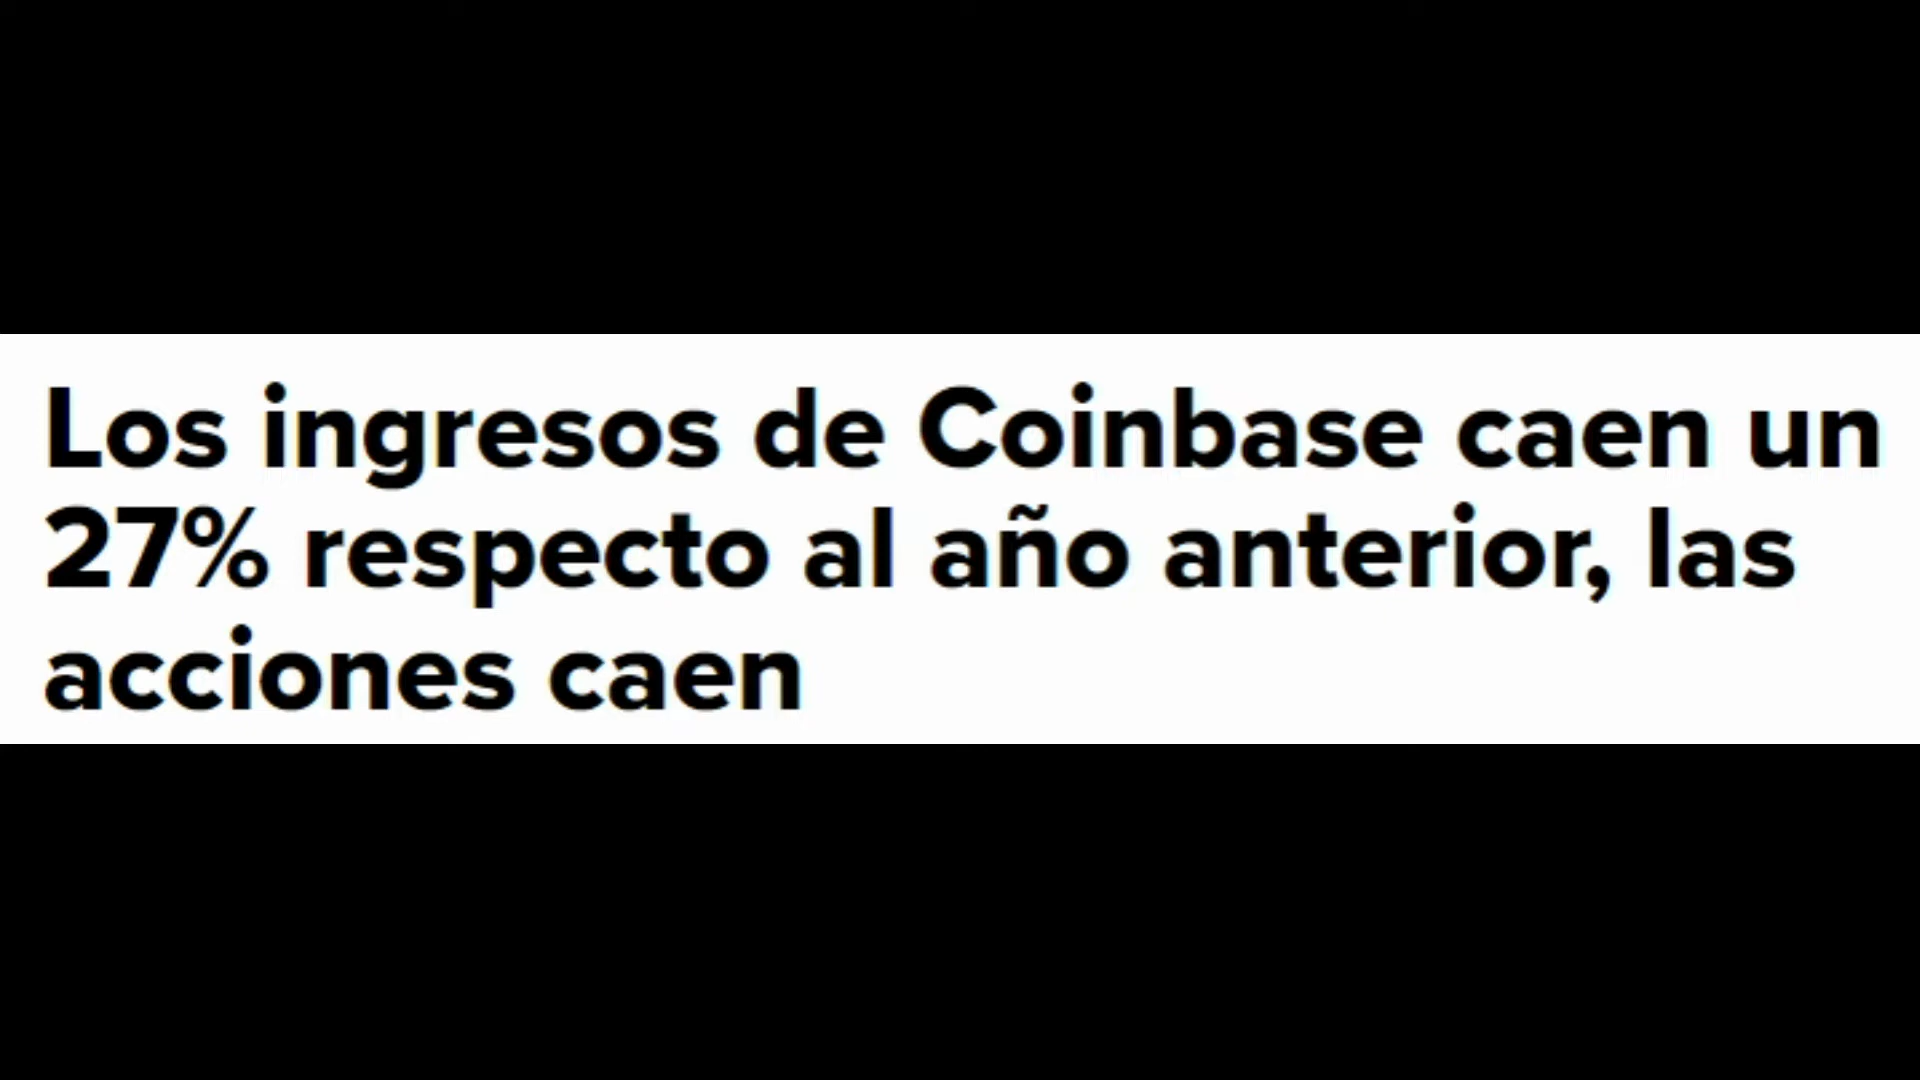 Los ingresos de Coinbase caen un
27% respecto al año anterior, las
acciones caen